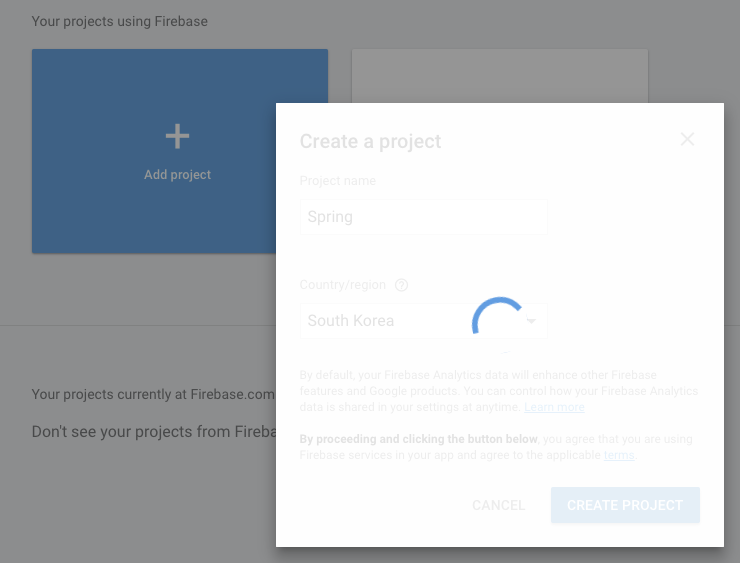 Your projects using Firebase
Add project
Create a project
Project name
Spring
Country/region
South Korea
By default, your Firebase Analytics data will enhance other Firebase
features and Google products. You can control how your Firebase Analytics
data is shared in your settings at anytime. Learn more
By proceeding and clicking the button below, you agree that you are using
Firebase services in your app and agree to the applicable terms.
CANCEL CREATE PROJECT
Your projects currently at Firebase.com
Don't see your projects from Fireba